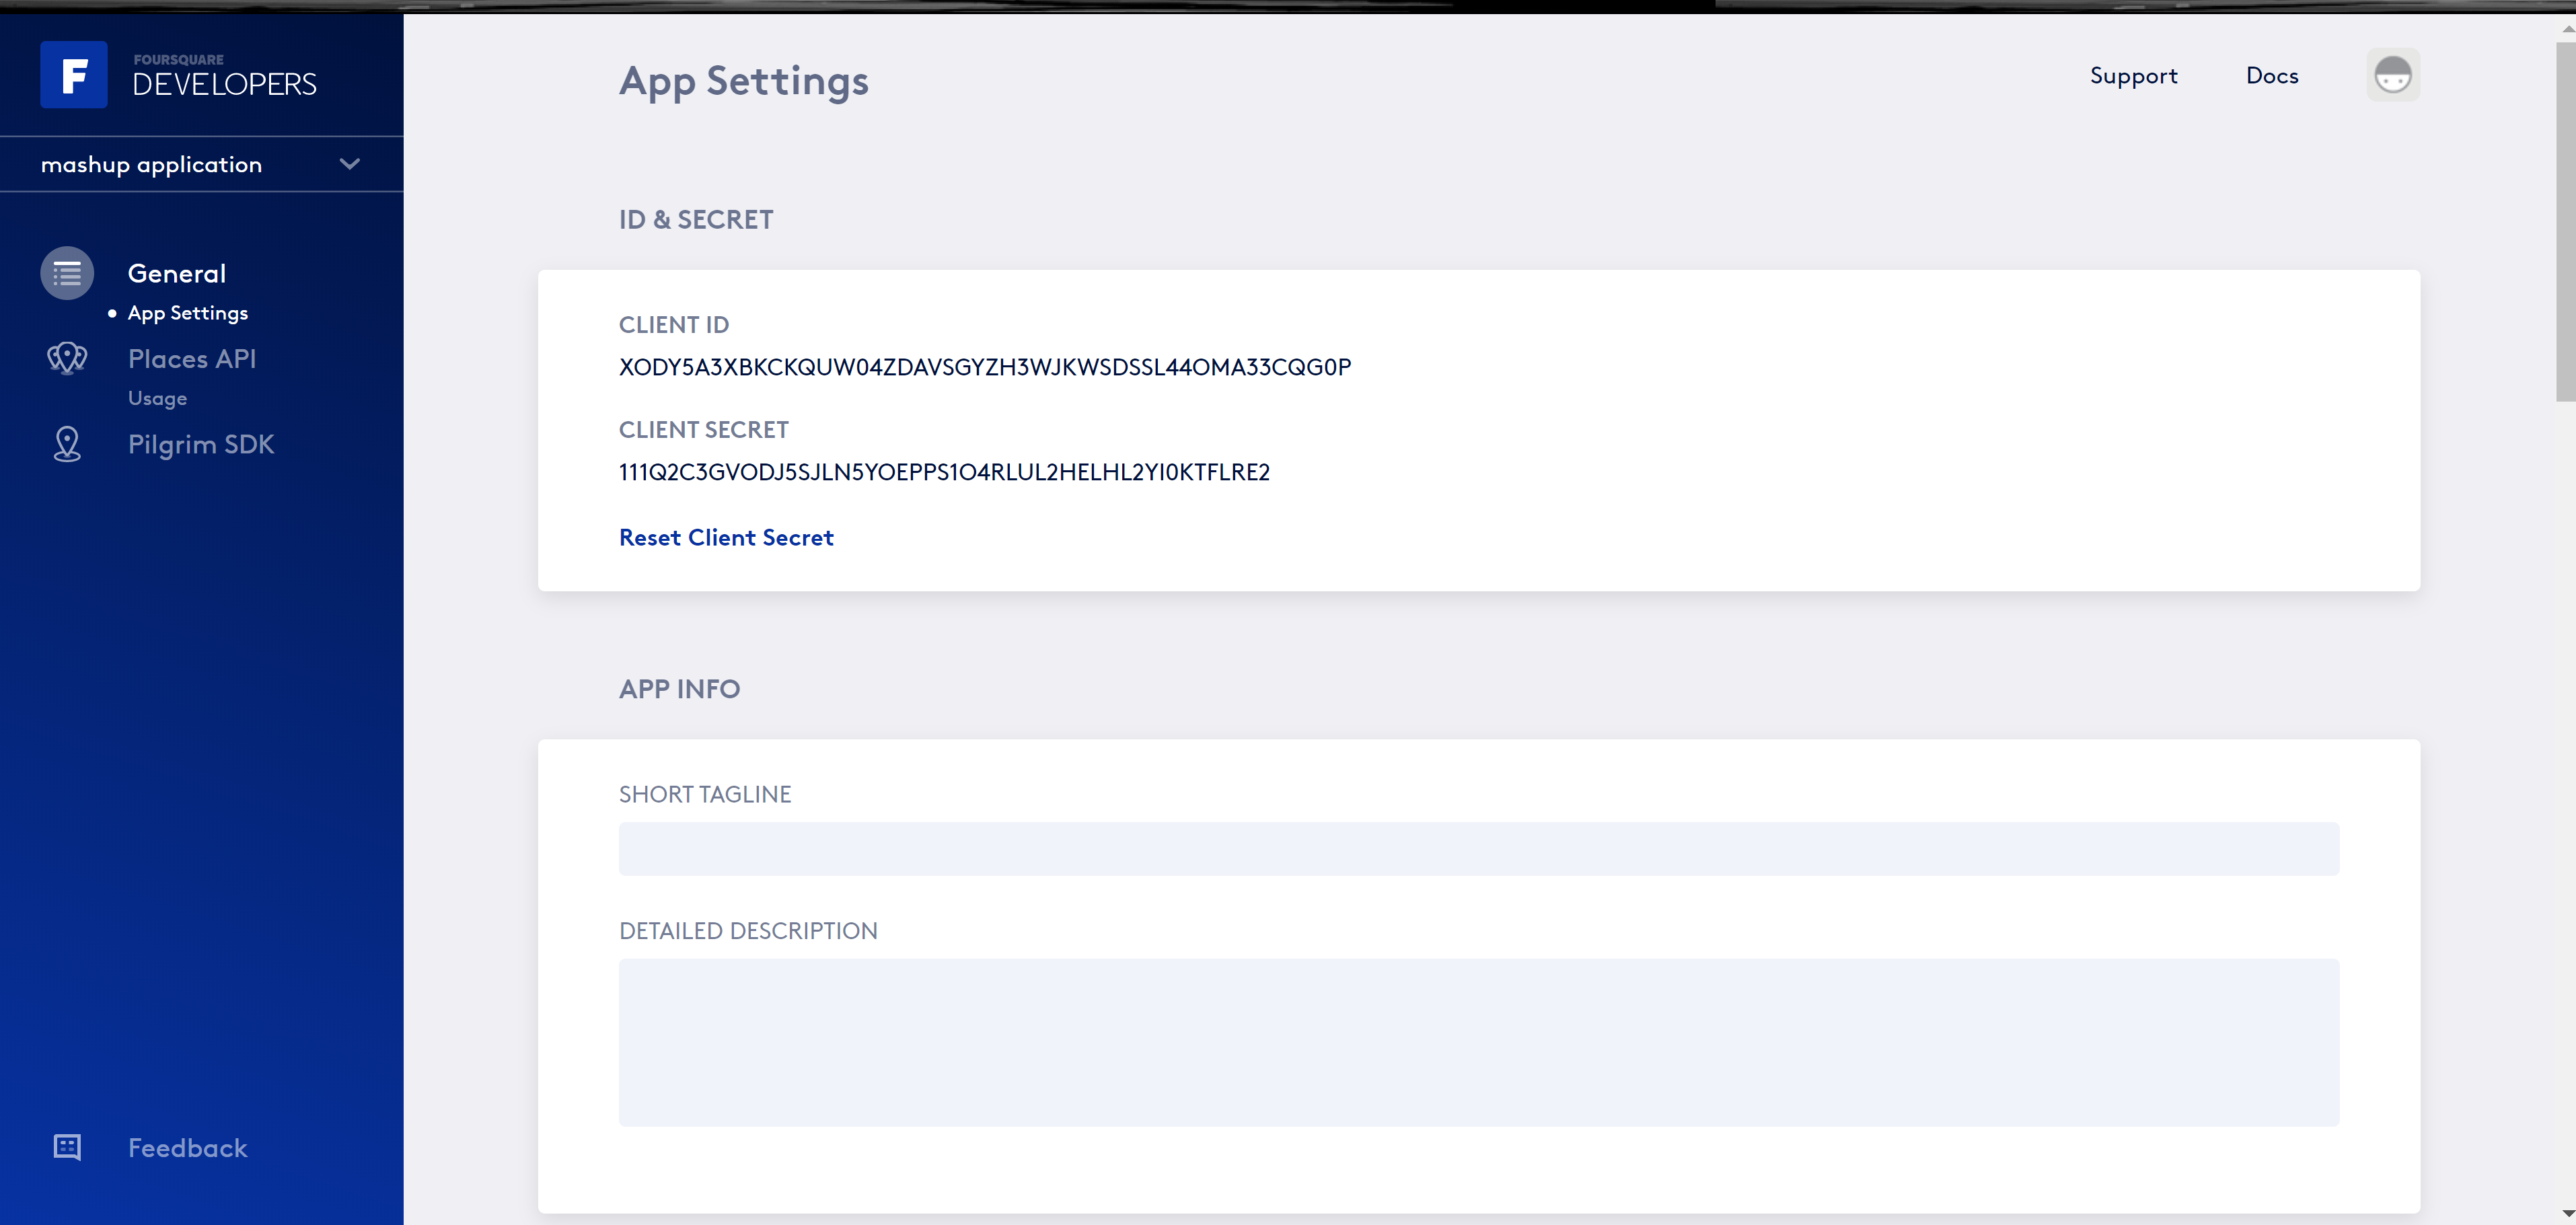 F
FOURSQUARE
DEVELOPERS
mashup application
General
App Settings
Places API
Usage
Pilgrim SDK
Feedback
App Settings
Support
Docs
ID & SECRET
CLIENT ID
XODY5A3XBKCKQUW04ZDAVSGYZH3WJKWSDSSL44OMA33CQG0P
CLIENT SECRET
111Q2C3GVODJ5SJLN5YOEPPS1O4RLUL2HELHL2YI0KTFLRE2
Reset Client Secret
APP INFO
SHORT TAGLINE
DETAILED DESCRIPTION